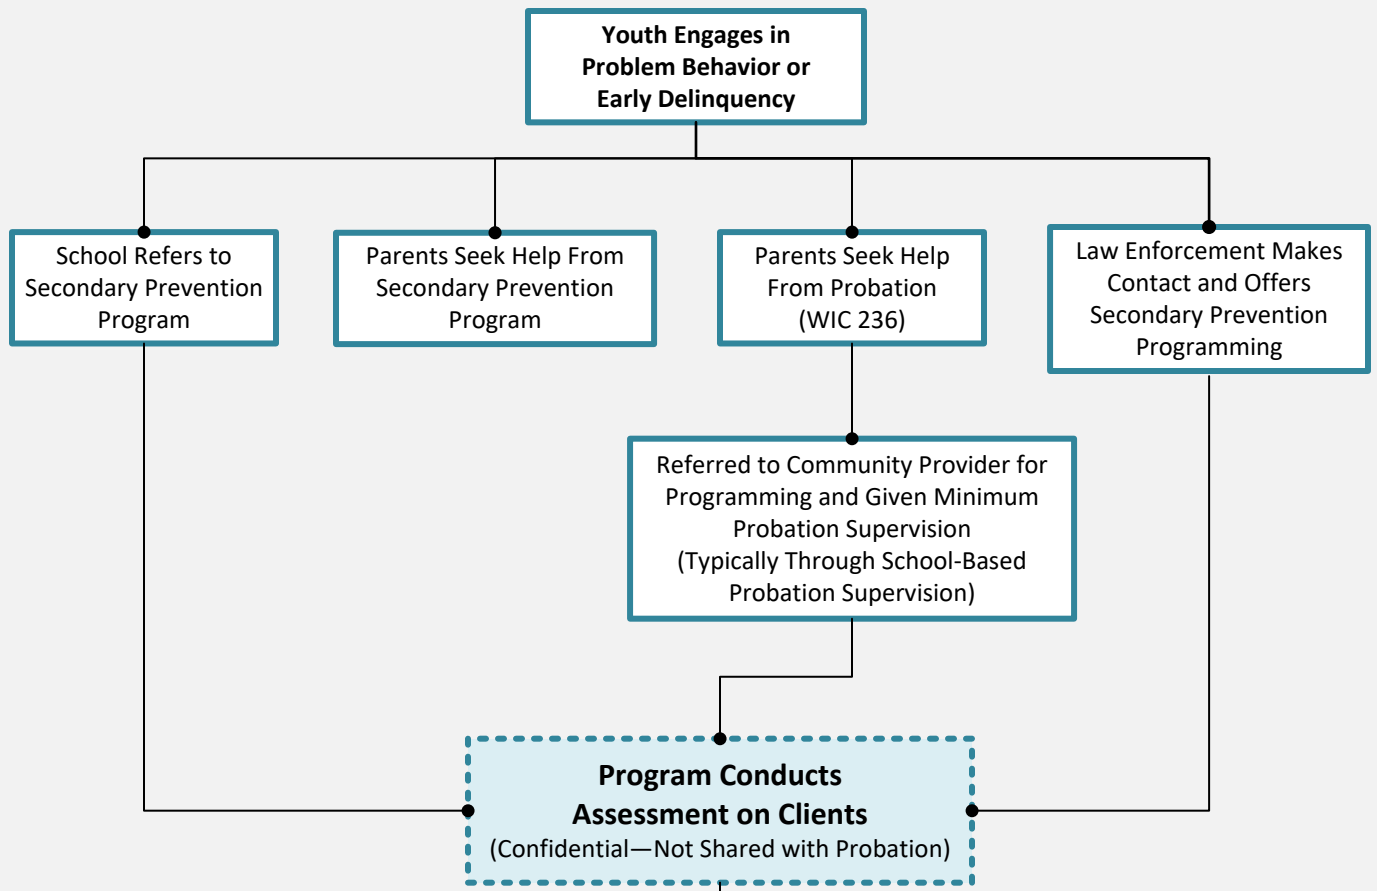 Youth Engages in
Problem Behavior or
Early Delinquency
School Refers to
Secondary Prevention
Program
Parents Seek Help From
Secondary Prevention
Program
Parents Seek Help
From Probation
(WIC 236)
Law Enforcement Makes
Contact and Offers
Secondary Prevention
Programming
Referred to Community Provider for
Programming and Given Minimum
Probation Supervision
(Typically Through School-Based
Probation Supervision)
Program Conducts
Assessment on Clients
(Confidential—Not Shared with Probation)